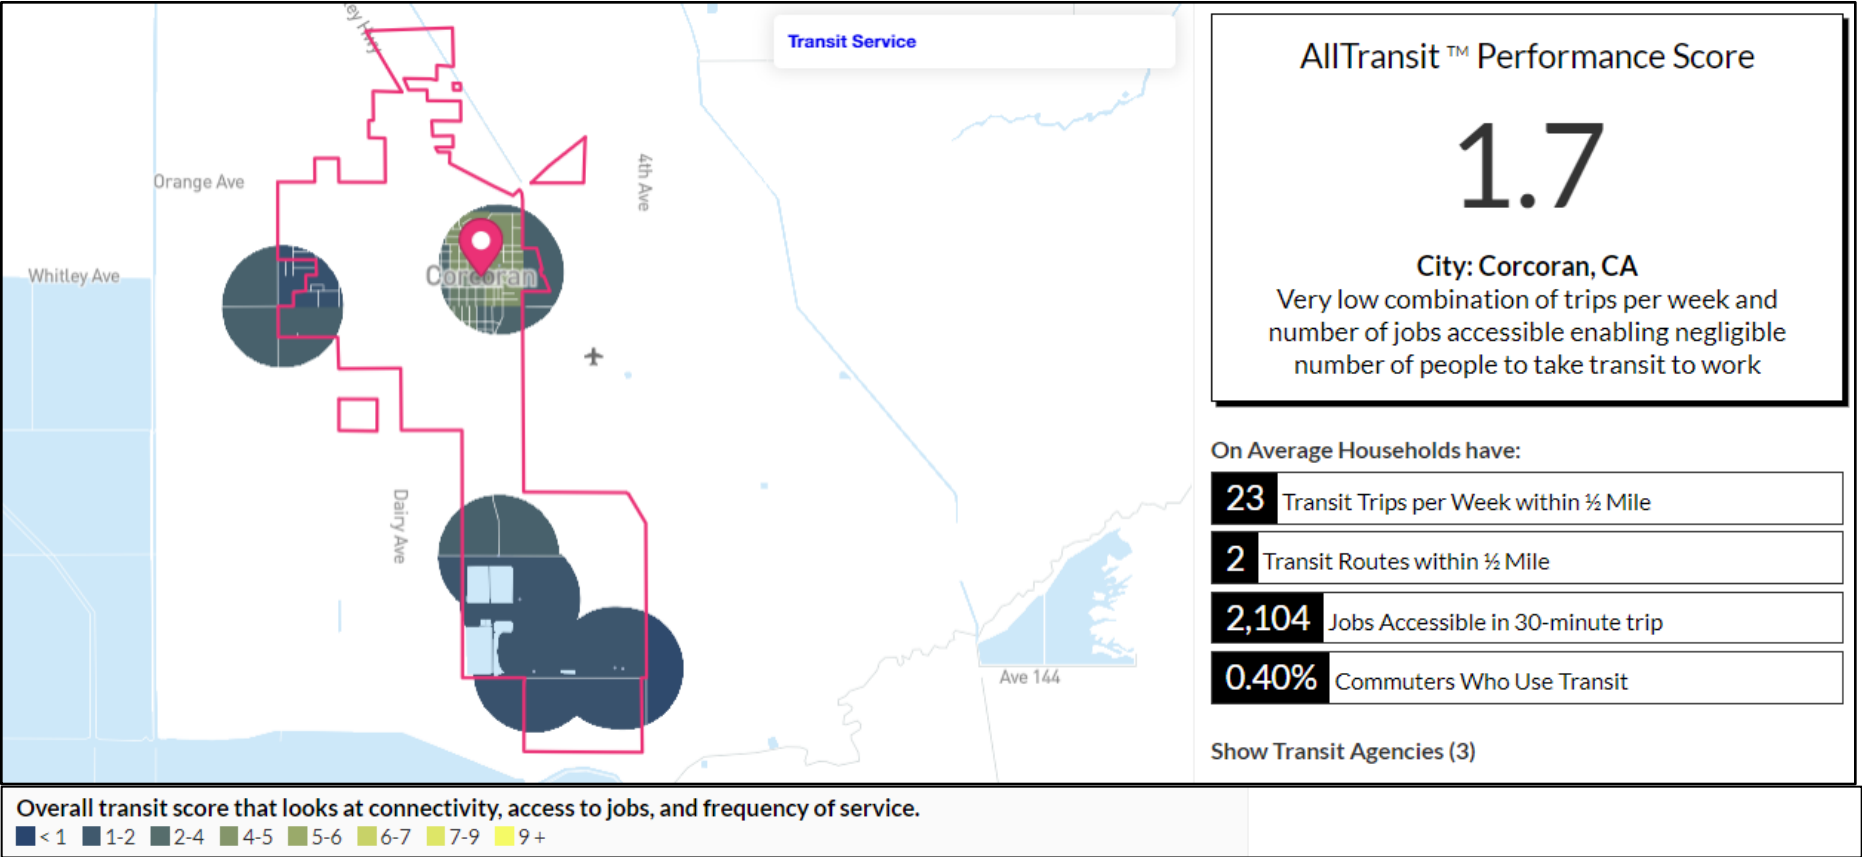 ey Hwy
Transit Service
Orange Ave
4th Ave
Whitley Ave
Corcoran
Dairy Ave
Ave 144
AllTransit ™ Performance Score
1.7
City: Corcoran, CA
Very low combination of trips per week and
number of jobs accessible enabling negligible
number of people to take transit to work
On Average Households have:
23 Transit Trips per Week within ½ Mile
2 Transit Routes within ½ Mile
2,104 Jobs Accessible in 30-minute trip
0.40% Commuters Who Use Transit
Show Transit Agencies (3)
Overall transit score that looks at connectivity, access to jobs, and frequency of service.
< 1 1-2 2-4 4-5 5-6 6-7 7-9 9 +